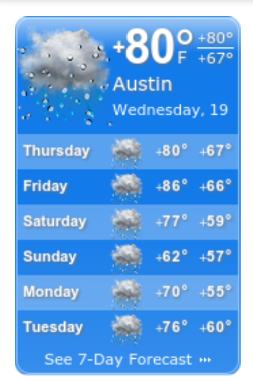 +80°F +80°
+67°
Austin
Wednesday, 19
Thursday +80° +67°
Friday +86° +66°
Saturday +77° +59°
Sunday +62° +57°
Monday +70° +55°
Tuesday +76° +60°
See 7-Day Forecast